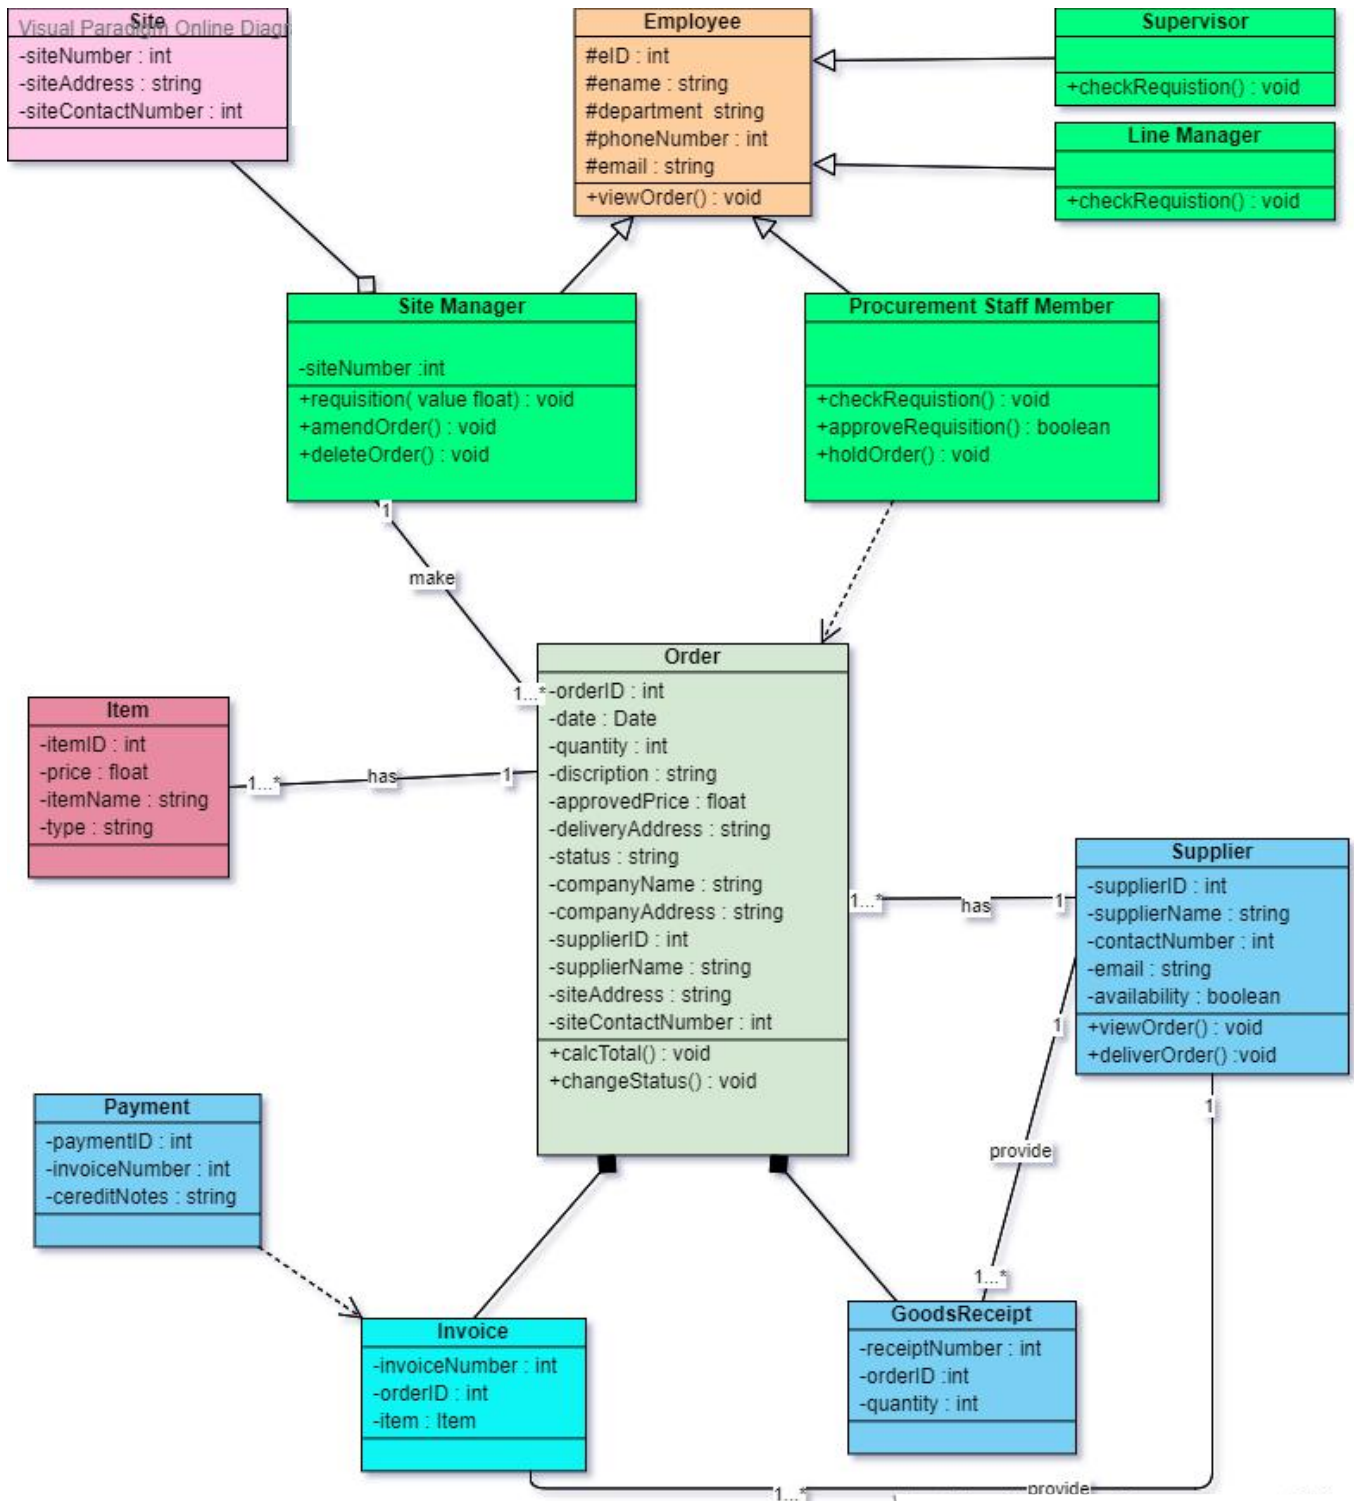 Visual Paradigm Online Diagr
Site
-siteNumber : int
-siteAddress : string
-siteContactNumber : int
Employee
#eID : int
#ename : string
#department string
#phoneNumber : int
#email : string
+viewOrder() : void
Supervisor
+checkRequistion() : void
Line Manager
+checkRequistion() : void
Site Manager
-siteNumber :int
+requisition( value float) : void
+amendOrder() : void
+deleteOrder() : void
Procurement Staff Member
+checkRequistion() : void
+approveRequisition() : boolean
+holdOrder() : void
1
make
1...*
Order
-orderID : int
-date : Date
-quantity : int
-discription : string
-approvedPrice : float
-deliveryAddress : string
-status : string
-companyName : string
-companyAddress : string
-supplierID : int
-supplierName : string
-siteAddress : string
-siteContactNumber : int
+calcTotal() : void
+changeStatus() : void
Item
-itemID : int
-price : float
-itemName : string
-type : string
1...* has 1
1...* has 1
Supplier
-supplierID : int
-supplierName : string
-contactNumber : int
-email : string
-availability : boolean
+viewOrder() : void
+deliverOrder() :void
1
provide
1...*
1
Payment
-paymentID : int
-invoiceNumber : int
-cereditNotes : string
Invoice
-invoiceNumber : int
-orderID : int
-item : Item
GoodsReceipt
-receiptNumber : int
-orderID :int
-quantity : int
1...* provide